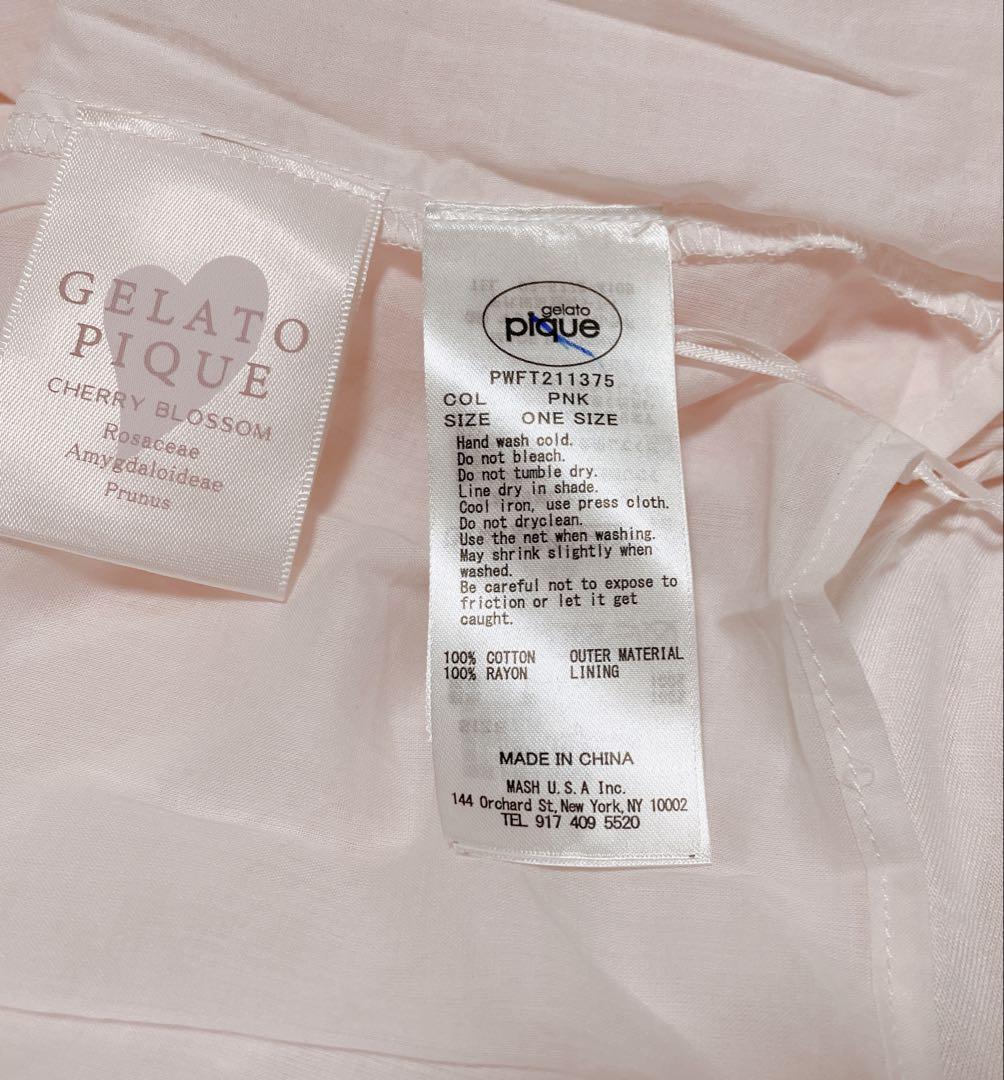 GELATO
PIQUE
CHERRY BLOSSOM
Rosaceae
Amygdaloideae
Prunus
gelato
pique
PWFT211375
COL PNK
SIZE ONE SIZE
Hand wash cold.
Do not bleach.
Do not tumble dry.
Line dry in shade.
Cool iron, use press cloth.
Do not dryclean.
Use the net when washing.
May shrink slightly when
washed.
Be careful not to expose to
friction or let it get
caught.
100% COTTON OUTER MATERIAL
100% RAYON LINING
MADE IN CHINA
MASH U.S.A Inc.
144 Orchard St, New York, NY 10002
TEL 917 409 5520